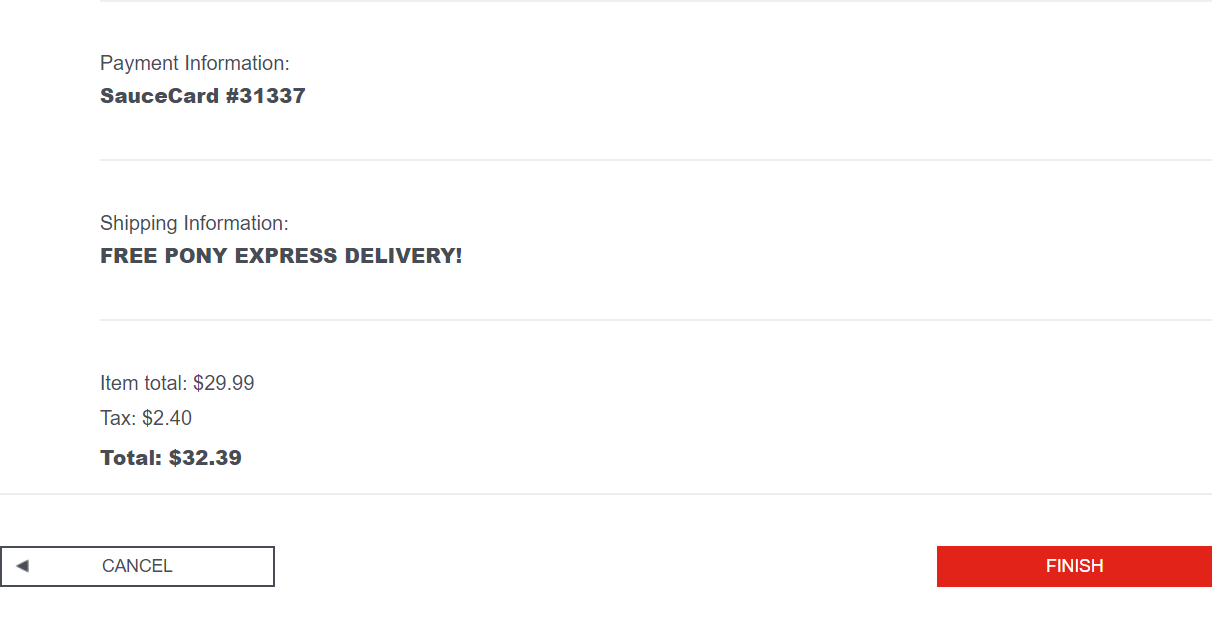 Payment Information:
SauceCard #31337
Shipping Information:
FREE PONY EXPRESS DELIVERY!
Item total: $29.99
Tax: $2.40
Total: $32.39
CANCEL
FINISH